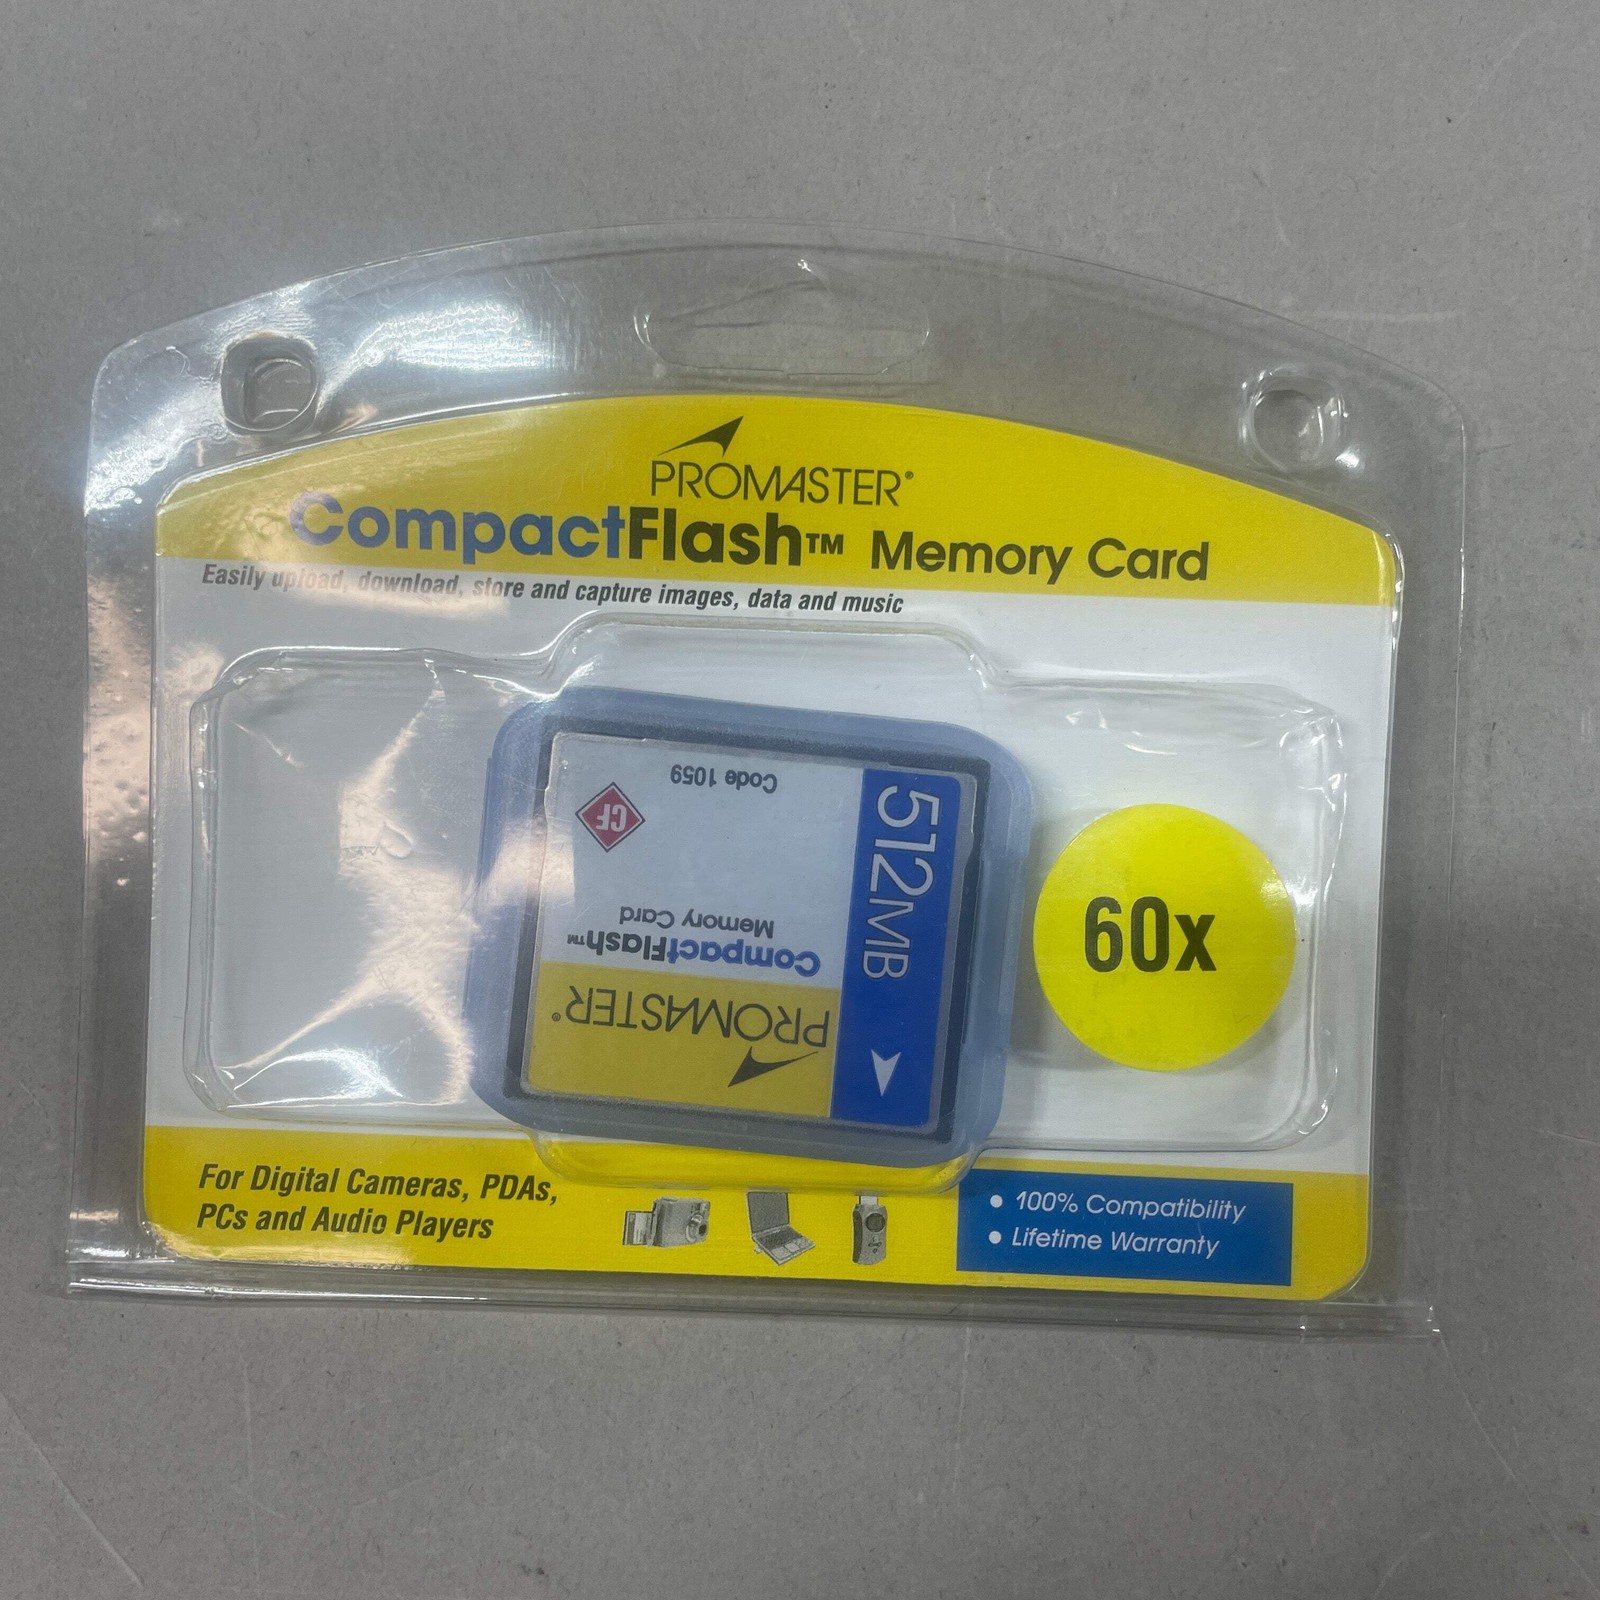 PROMASTER®
CompactFlash™ Memory Card
Easily upload, download, store and capture images, data and music
512MB
Code 1059
CF
PROMASTER®
CompactFlash™
Memory Card
60x
For Digital Cameras, PDAs,
PCs and Audio Players
• 100% Compatibility
• Lifetime Warranty